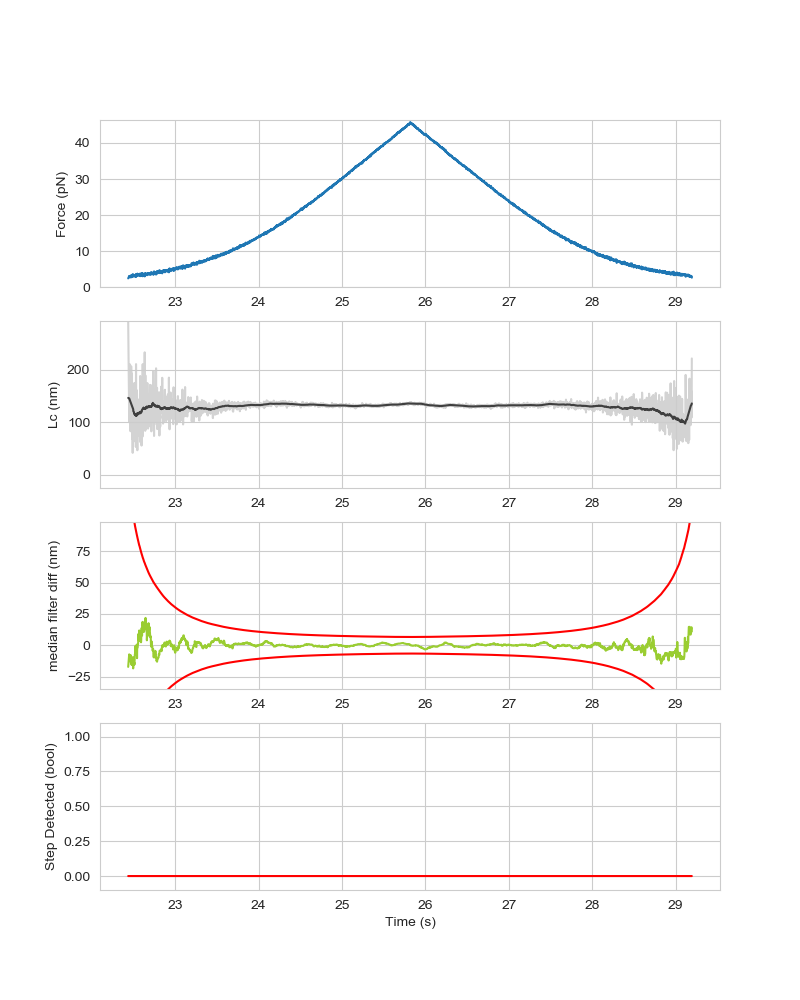 40
30
20
10
0
Force (pN)
23 24 25 26 27 28 29
200
100
0
Lc (nm)
23 24 25 26 27 28 29
75
50
25
0
−25
median filter diff (nm)
23 24 25 26 27 28 29
1.00
0.75
0.50
0.25
0.00
Step Detected (bool)
23 24 25 26 27 28 29
Time (s)